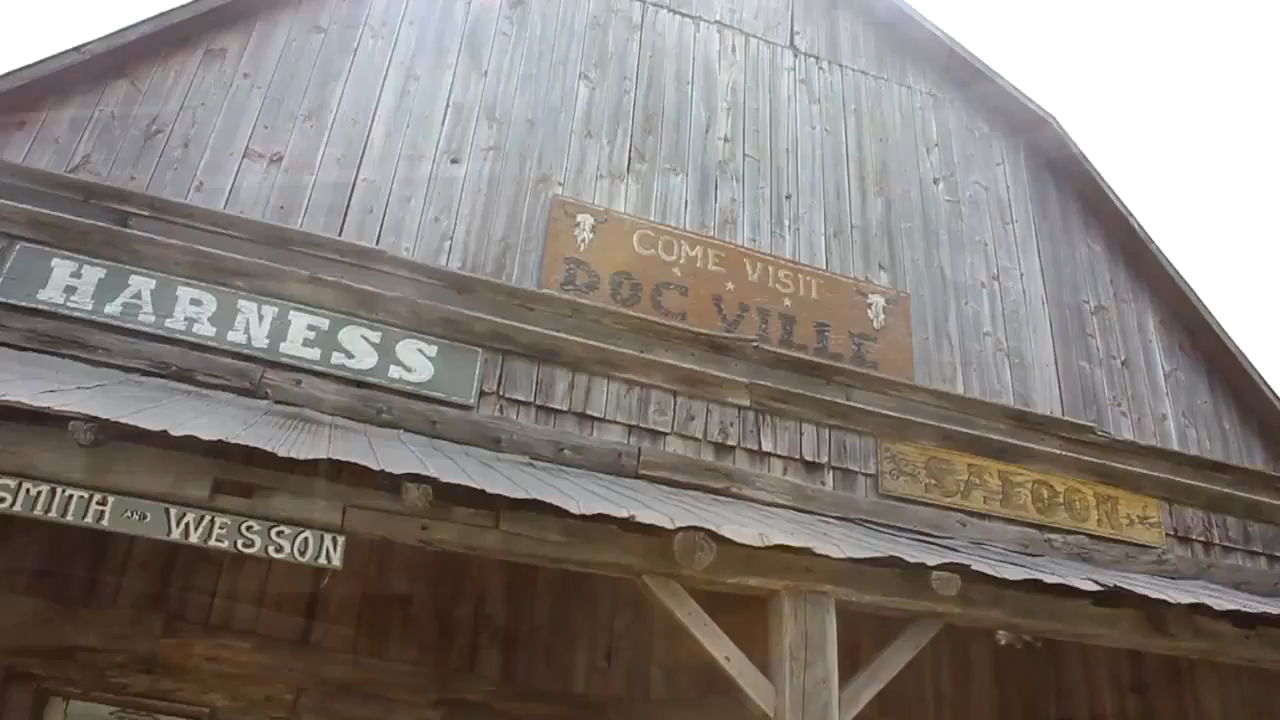 COME VISIT
DOC VILLE
HARNESS
SALOON
SMITH AND WESSON